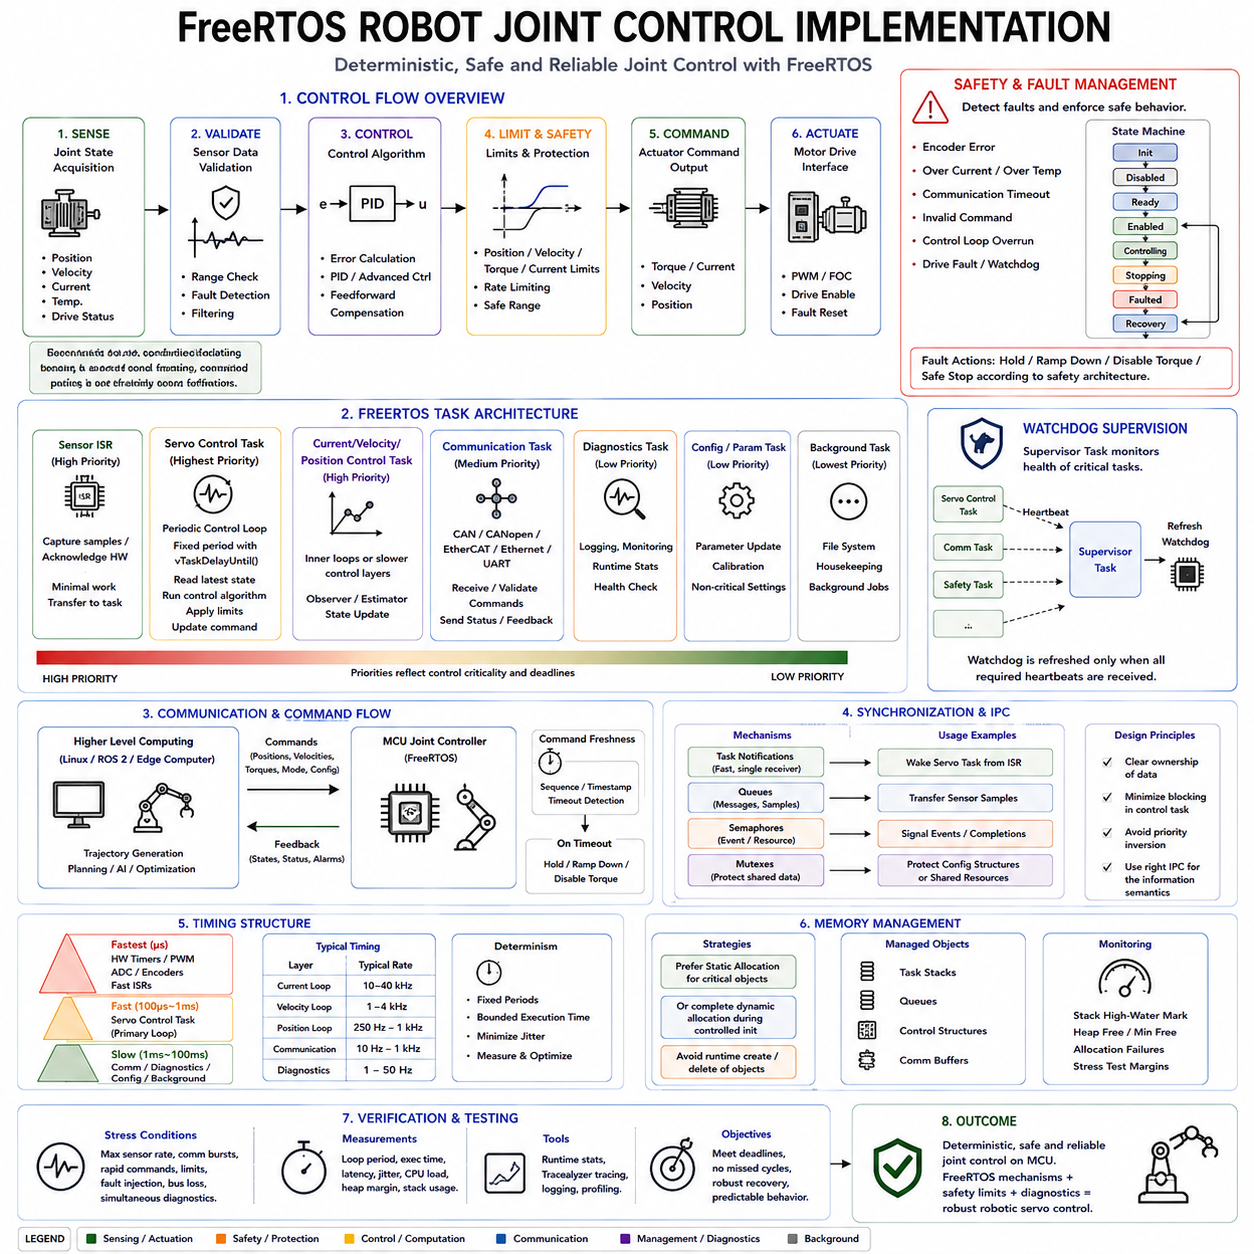 FreeRTOS ROBOT JOINT CONTROL IMPLEMENTATION
Deterministic, Safe and Reliable Joint Control with FreeRTOS
1. CONTROL FLOW OVERVIEW
1. SENSE
Joint State
Acquisition
• Position
• Velocity
• Current
• Temp.
• Drive Status
2. VALIDATE
Sensor Data
Validation
• Range Check
• Fault Detection
• Filtering
3. CONTROL
Control Algorithm
e PID u
• Error Calculation
• PID / Advanced Ctrl
• Feedforward
Compensation
4. LIMIT & SAFETY
Limits & Protection
• Position / Velocity /
Torque / Current Limits
• Rate Limiting
• Safe Range
5. COMMAND
Actuator Command
Output
• Torque / Current
• Velocity
• Position
6. ACTUATE
Motor Drive
Interface
• PWM / FOC
• Drive Enable
• Fault Reset
SAFETY & FAULT MANAGEMENT
Detect faults and enforce safe behavior.
• Encoder Error
• Over Current / Over Temp
• Communication Timeout
• Invalid Command
• Control Loop Overrun
• Drive Fault / Watchdog
State Machine
Init
Disabled
Ready
Enabled
Controlling
Stopping
Faulted
Recovery
Fault Actions: Hold / Ramp Down / Disable Torque /
Safe Stop according to safety architecture.
2. FREERTOS TASK ARCHITECTURE
Sensor ISR
(High Priority)
ISR
Capture samples /
Acknowledge HW
Minimal work
Transfer to task
Servo Control Task
(Highest Priority)
Periodic Control Loop
Fixed period with
vTaskDelayUntil()
Read latest state
Run control algorithm
Apply limits
Update command
Current/Velocity/
Position Control Task
(High Priority)
Inner loops or slower
control layers
Observer / Estimator
State Update
Communication Task
(Medium Priority)
CAN / CANopen /
EtherCAT / Ethernet /
UART
Receive / Validate
Commands
Send Status / Feedback
Diagnostics Task
(Low Priority)
Logging, Monitoring
Runtime Stats
Health Check
Config / Param Task
(Low Priority)
Parameter Update
Calibration
Non-critical Settings
Background Task
(Lowest Priority)
File System
Housekeeping
Background Jobs
HIGH PRIORITY
Priorities reflect control criticality and deadlines
LOW PRIORITY
WATCHDOG SUPERVISION
Supervisor Task monitors
health of critical tasks.
Servo Control
Task
Comm Task
Safety Task
...
Heartbeat
Supervisor
Task
Refresh
Watchdog
Watchdog is refreshed only when all
required heartbeats are received.
3. COMMUNICATION & COMMAND FLOW
Higher Level Computing
(Linux / ROS 2 / Edge Computer)
Trajectory Generation
Planning / AI / Optimization
Commands
(Positions, Velocities,
Torques, Mode, Config)
Feedback
(States, Status, Alarms)
MCU Joint Controller
(FreeRTOS)
Command Freshness
Sequence / Timestamp
Timeout Detection
On Timeout
Hold / Ramp Down /
Disable Torque
4. SYNCHRONIZATION & IPC
Mechanisms
Usage Examples
Task Notifications
(Fast, single receiver)
Wake Servo Task from ISR
Queues
(Messages, Samples)
Transfer Sensor Samples
Semaphores
(Event / Resource)
Signal Events / Completions
Mutexes
(Protect shared data)
Protect Config Structures
or Shared Resources
Design Principles
✓ Clear ownership
of data
✓ Minimize blocking
in control task
✓ Avoid priority
inversion
✓ Use right IPC for
the information
semantics
5. TIMING STRUCTURE
Fastest (µs)
HW Timers / PWM
ADC / Encoders
Fast ISRs
Fast (100µs~1ms)
Servo Control Task
(Primary Loop)
Slow (1ms~100ms)
Comm / Diagnostics /
Config / Background
Typical Timing
Layer Typical Rate
Current Loop 10–40 kHz
Velocity Loop 1–4 kHz
Position Loop 250 Hz – 1 kHz
Communication 10 Hz – 1 kHz
Diagnostics 1 – 50 Hz
Determinism
• Fixed Periods
• Bounded Execution Time
• Minimize Jitter
• Measure & Optimize
6. MEMORY MANAGEMENT
Strategies
Prefer Static Allocation
for critical objects
Or complete dynamic
allocation during
controlled init
Avoid runtime create /
delete of objects
Managed Objects
Task Stacks
Queues
Control Structures
Comm Buffers
Monitoring
Stack High-Water Mark
Heap Free / Min Free
Allocation Failures
Stress Test Margins
7. VERIFICATION & TESTING
Stress Conditions
Max sensor rate, comm bursts,
rapid commands, limits,
fault injection, bus loss,
simultaneous diagnostics.
Measurements
Loop period, exec time,
latency, jitter, CPU load,
heap margin, stack usage.
Tools
Runtime stats,
Tracealyzer tracing,
logging, profiling.
Objectives
Meet deadlines,
no missed cycles,
robust recovery,
predictable behavior.
8. OUTCOME
Deterministic, safe and reliable
joint control on MCU.
FreeRTOS mechanisms +
safety limits + diagnostics =
robust robotic servo control.
LEGEND
Sensing / Actuation
Safety / Protection
Control / Computation
Communication
Management / Diagnostics
Background